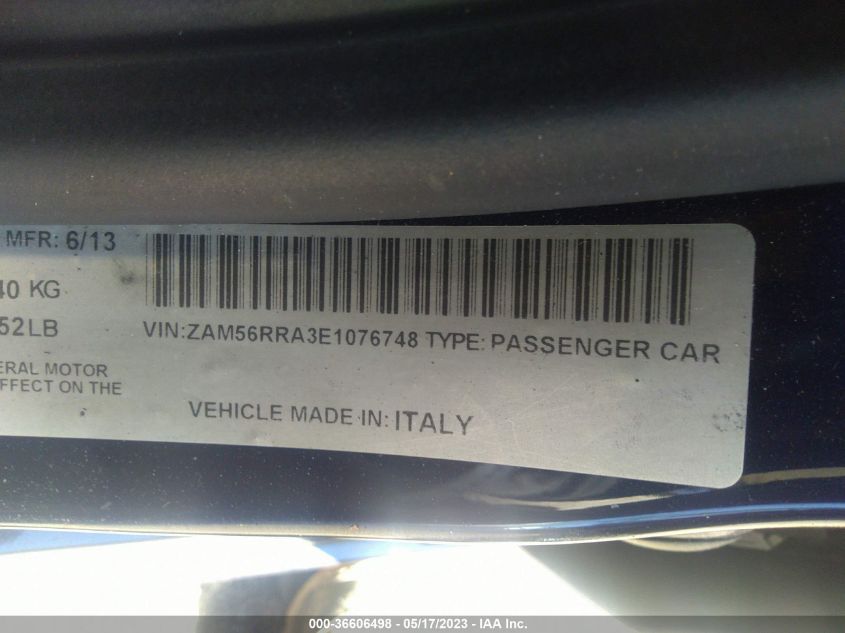 MFR: 6/13
40 KG
52LB
VIN:ZAM56RRA3E1076748 TYPE: PASSENGER CAR
ERAL MOTOR
EFFECT ON THE
VEHICLE MADE IN: ITALY
000-36606498 - 05/17/2023 - IAA Inc.